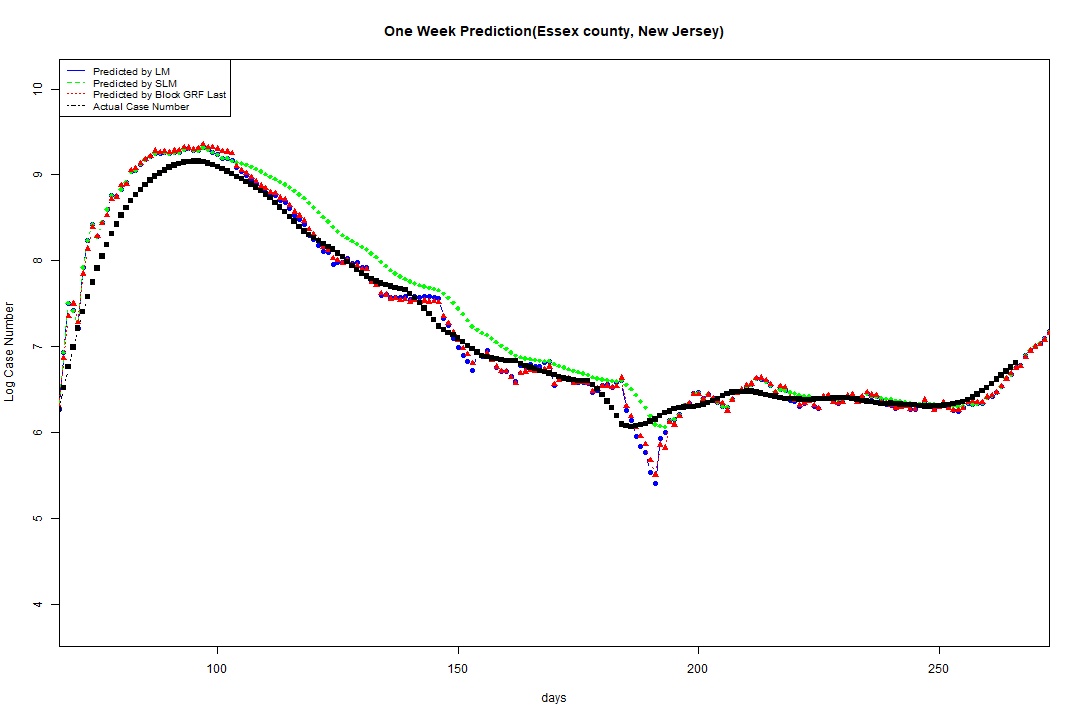 One Week Prediction(Essex county, New Jersey)
Predicted by LM
Predicted by SLM
Predicted by Block GRF Last
Actual Case Number
10
9
8
7
6
5
4
Log Case Number
100 150 200 250
days